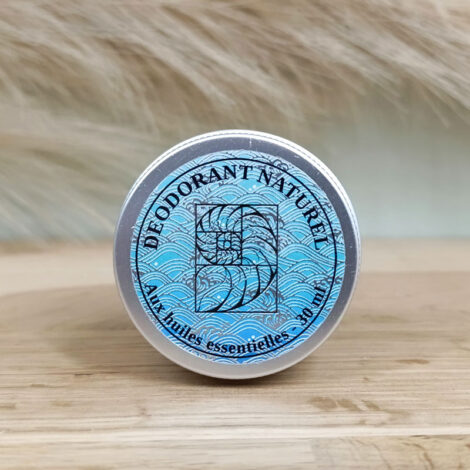 DEODORANT NATUREL
Aux huiles essentielles - 30 ml